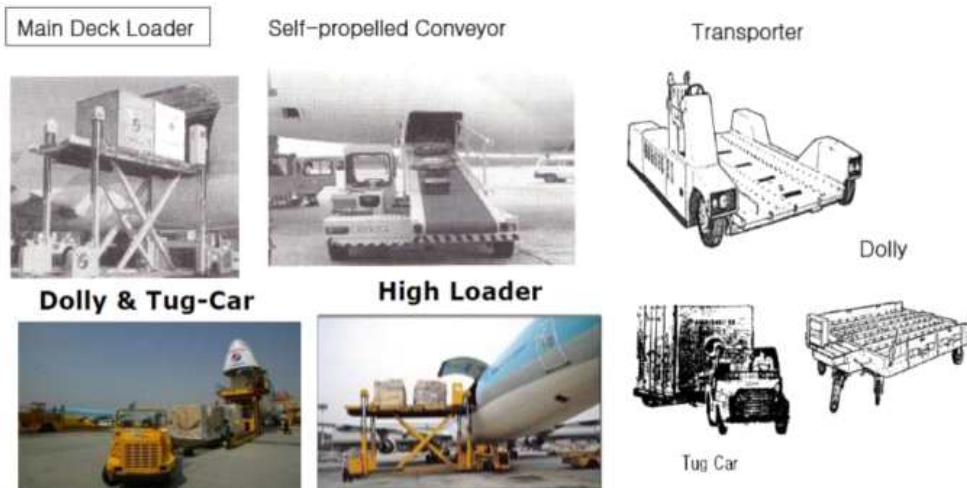 Main Deck Loader
Self-propelled Conveyor
Transporter
Dolly
Dolly & Tug-Car
High Loader
Tug Car